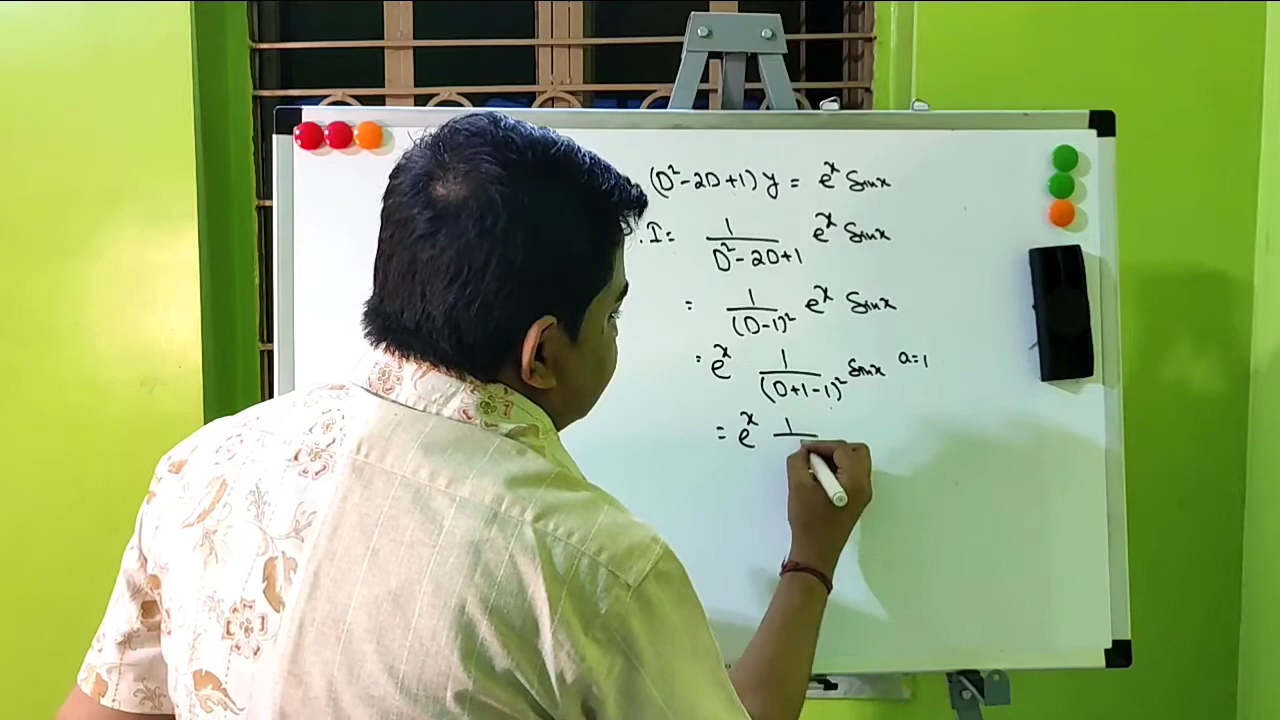 (D²-2D+1) y = eˣ Sinx
.I = 1/(D²-2D+1) eˣ Sinx
= 1/(D-1)² eˣ Sinx
= eˣ 1/(D+1-1)² Sinx a=1
= eˣ 1